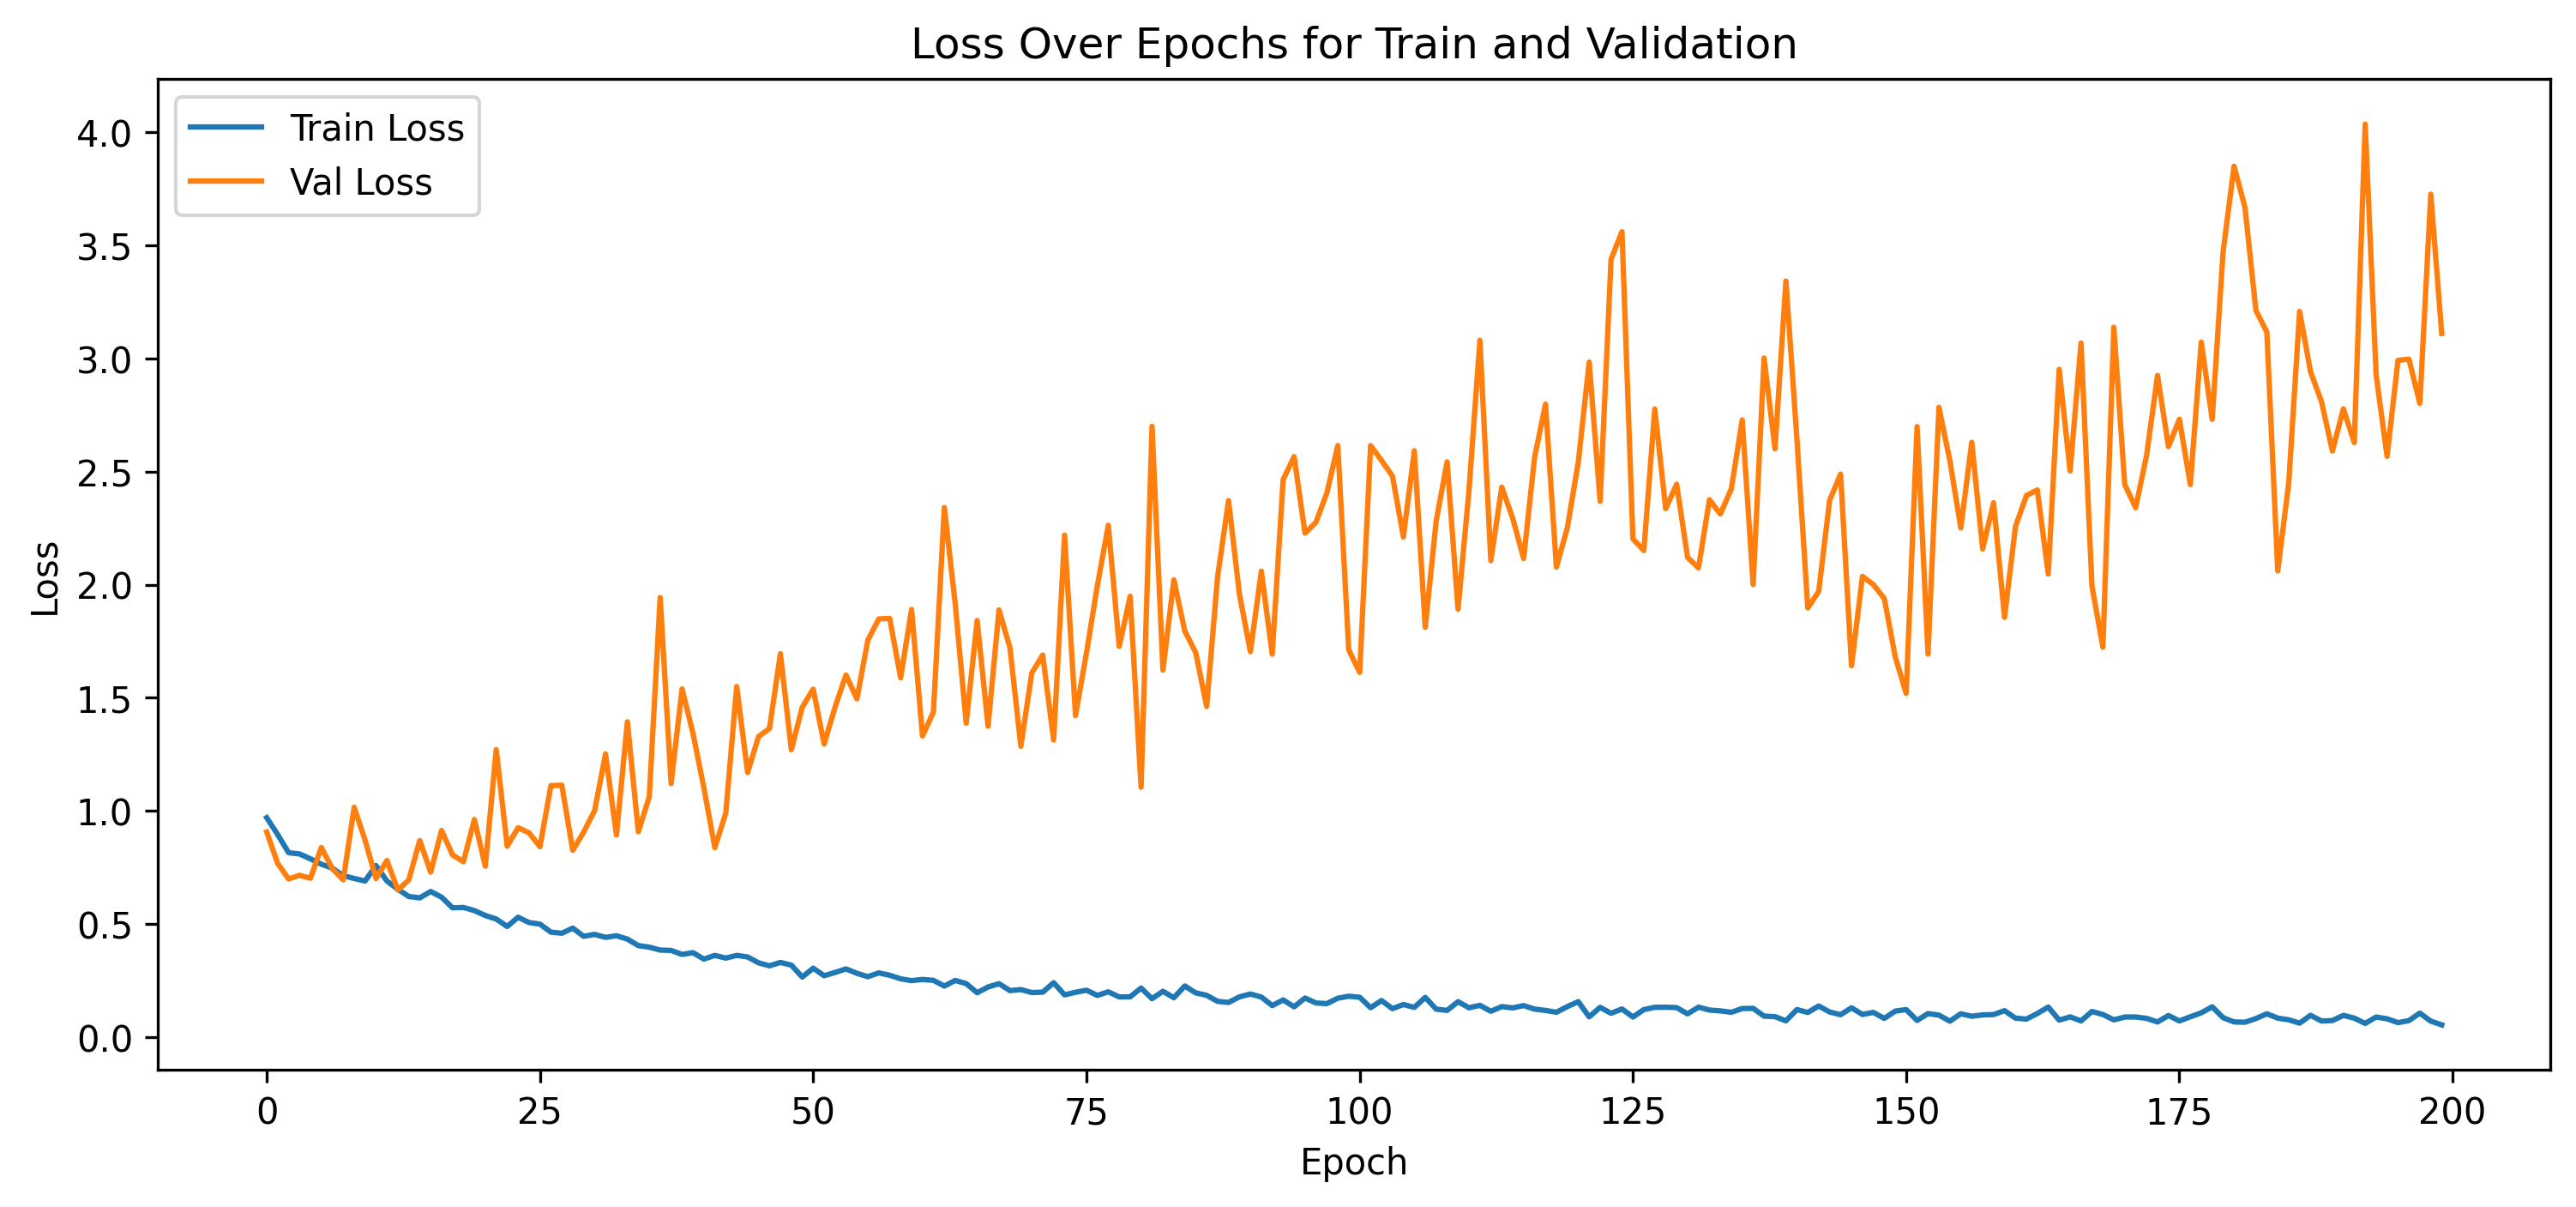 Loss Over Epochs for Train and Validation
Train Loss
Val Loss
4.0
3.5
3.0
2.5
2.0
1.5
1.0
0.5
0.0
Loss
0 25 50 75 100 125 150 175 200
Epoch